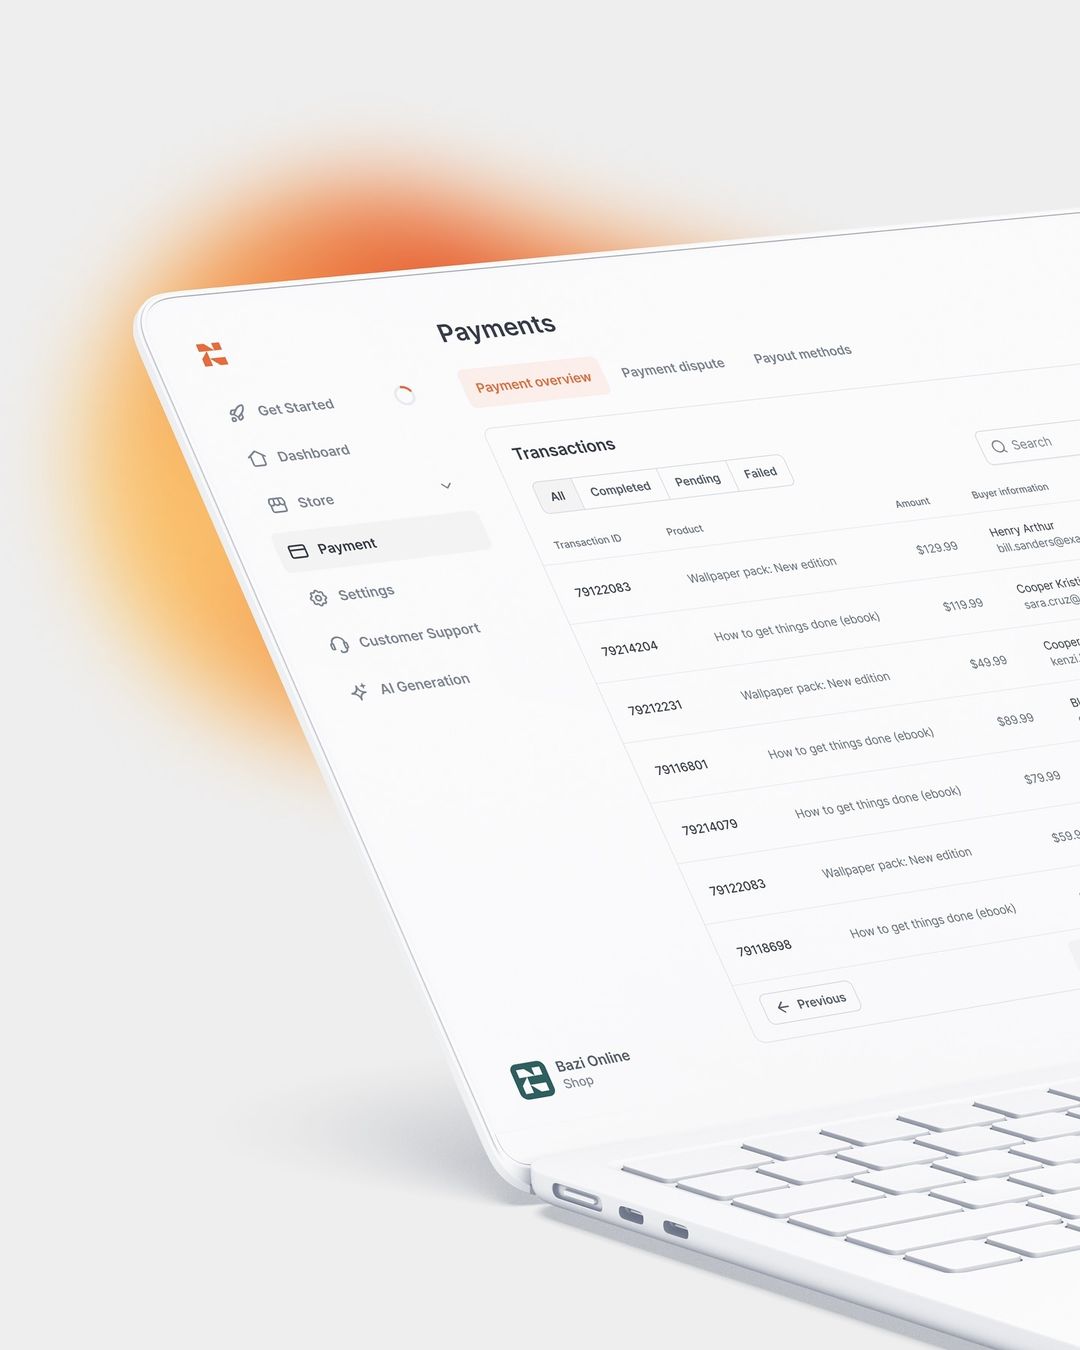 Payments
Payment overview
Payment dispute
Payout methods
Get Started
Dashboard
Store
Payment
Settings
Customer Support
AI Generation
Transactions
Search
All
Completed
Pending
Failed
Transaction ID
Product
Amount
Buyer information
79122083
Wallpaper pack: New edition
$129.99
Henry Arthur
bill.sanders@exa
79214204
How to get things done (ebook)
$119.99
Cooper Kristi
sara.cruz@
79212231
Wallpaper pack: New edition
$49.99
Cooper
kenzi.
79116801
How to get things done (ebook)
$89.99
79214079
How to get things done (ebook)
$79.99
79122083
Wallpaper pack: New edition
$59.9
79118698
How to get things done (ebook)
Previous
Bazi Online
Shop